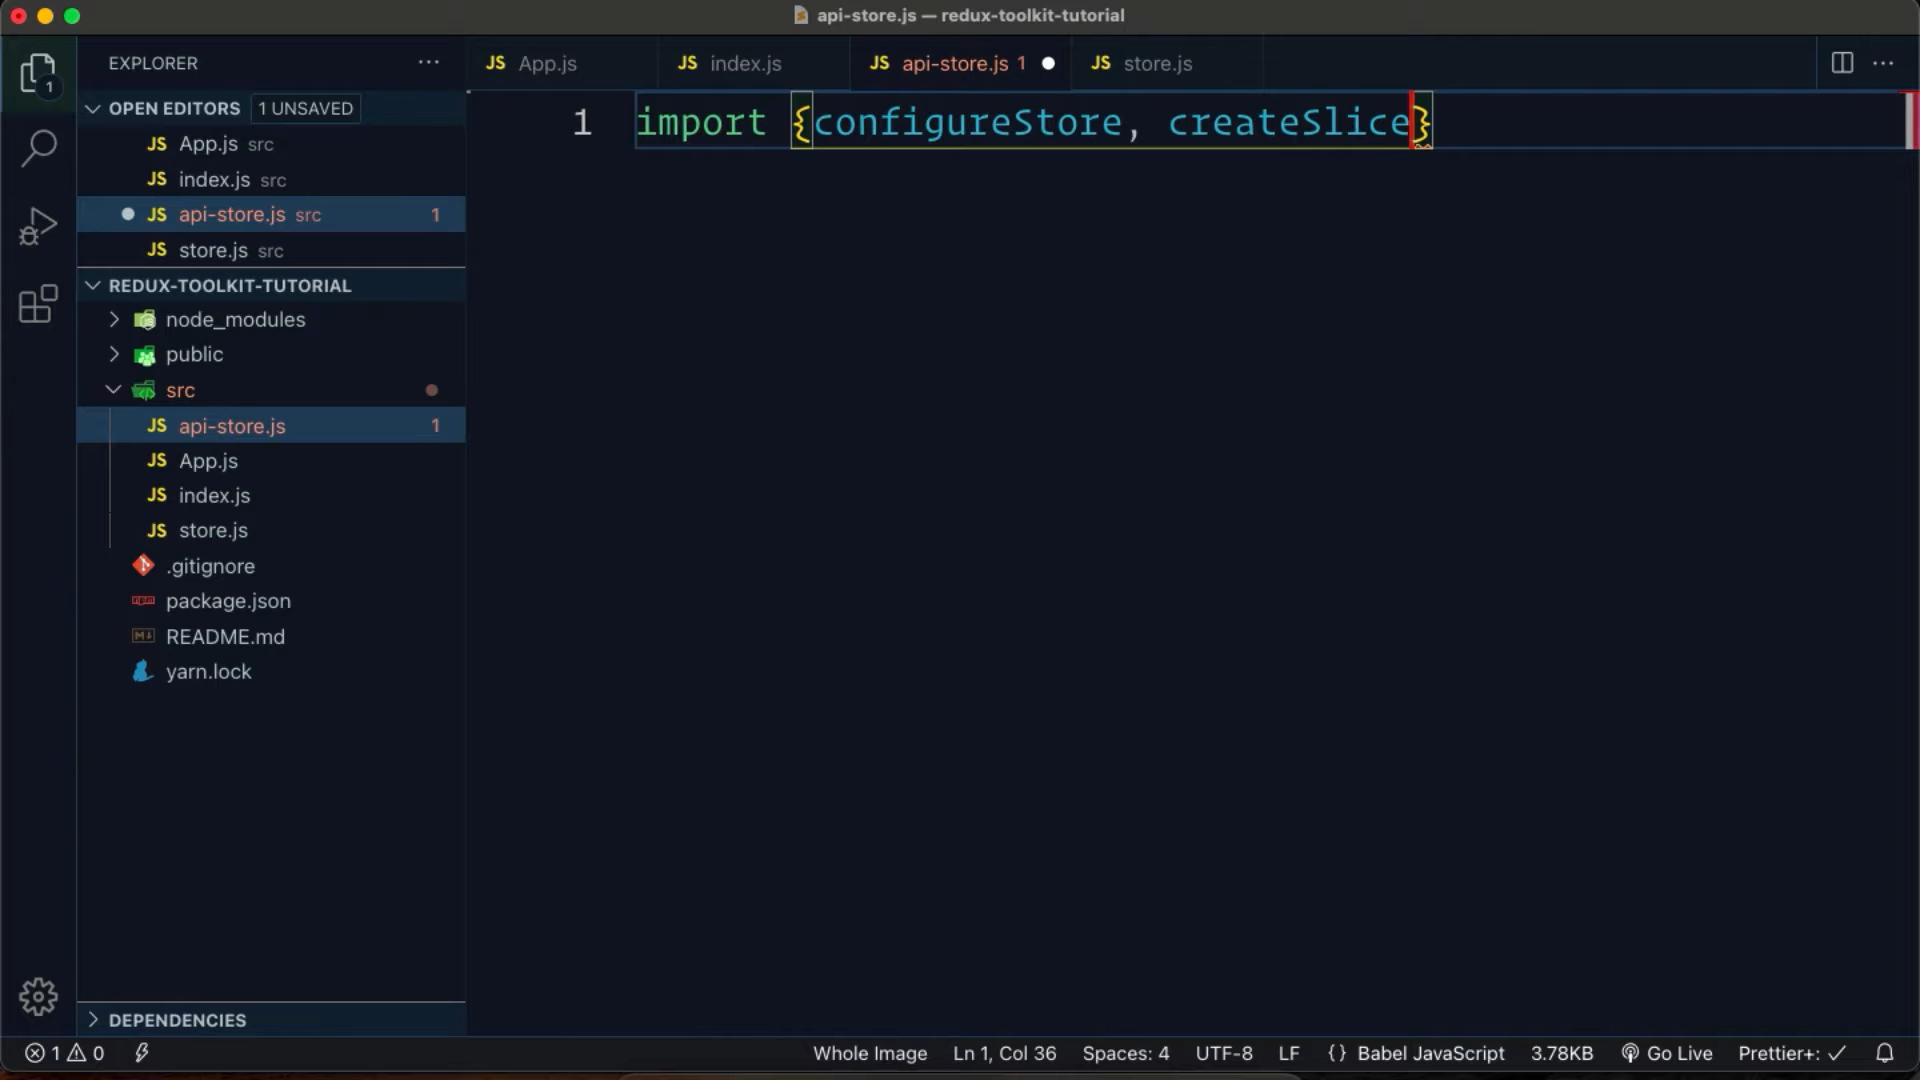 api-store.js — redux-toolkit-tutorial
1
EXPLORER
JS App.js
JS index.js
JS api-store.js 1
JS store.js
OPEN EDITORS 1 UNSAVED
JS App.js src
JS index.js src
JS api-store.js src 1
JS store.js src
REDUX-TOOLKIT-TUTORIAL
node_modules
public
src
JS api-store.js 1
JS App.js
JS index.js
JS store.js
.gitignore
npm package.json
M README.md
yarn.lock
DEPENDENCIES
1 import {configureStore, createSlice}
1 0 Whole Image Ln 1, Col 36 Spaces: 4 UTF-8 LF {} Babel JavaScript 3.78KB Go Live Prettier+: ✓